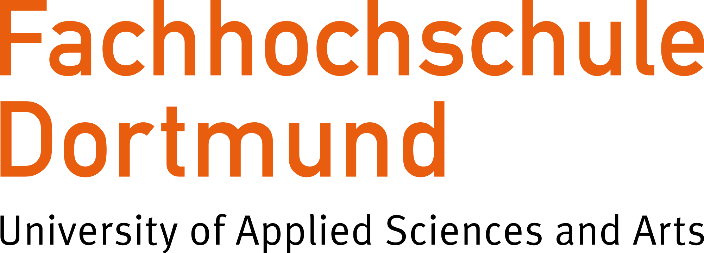 Fachhochschule
Dortmund
University of Applied Sciences and Arts